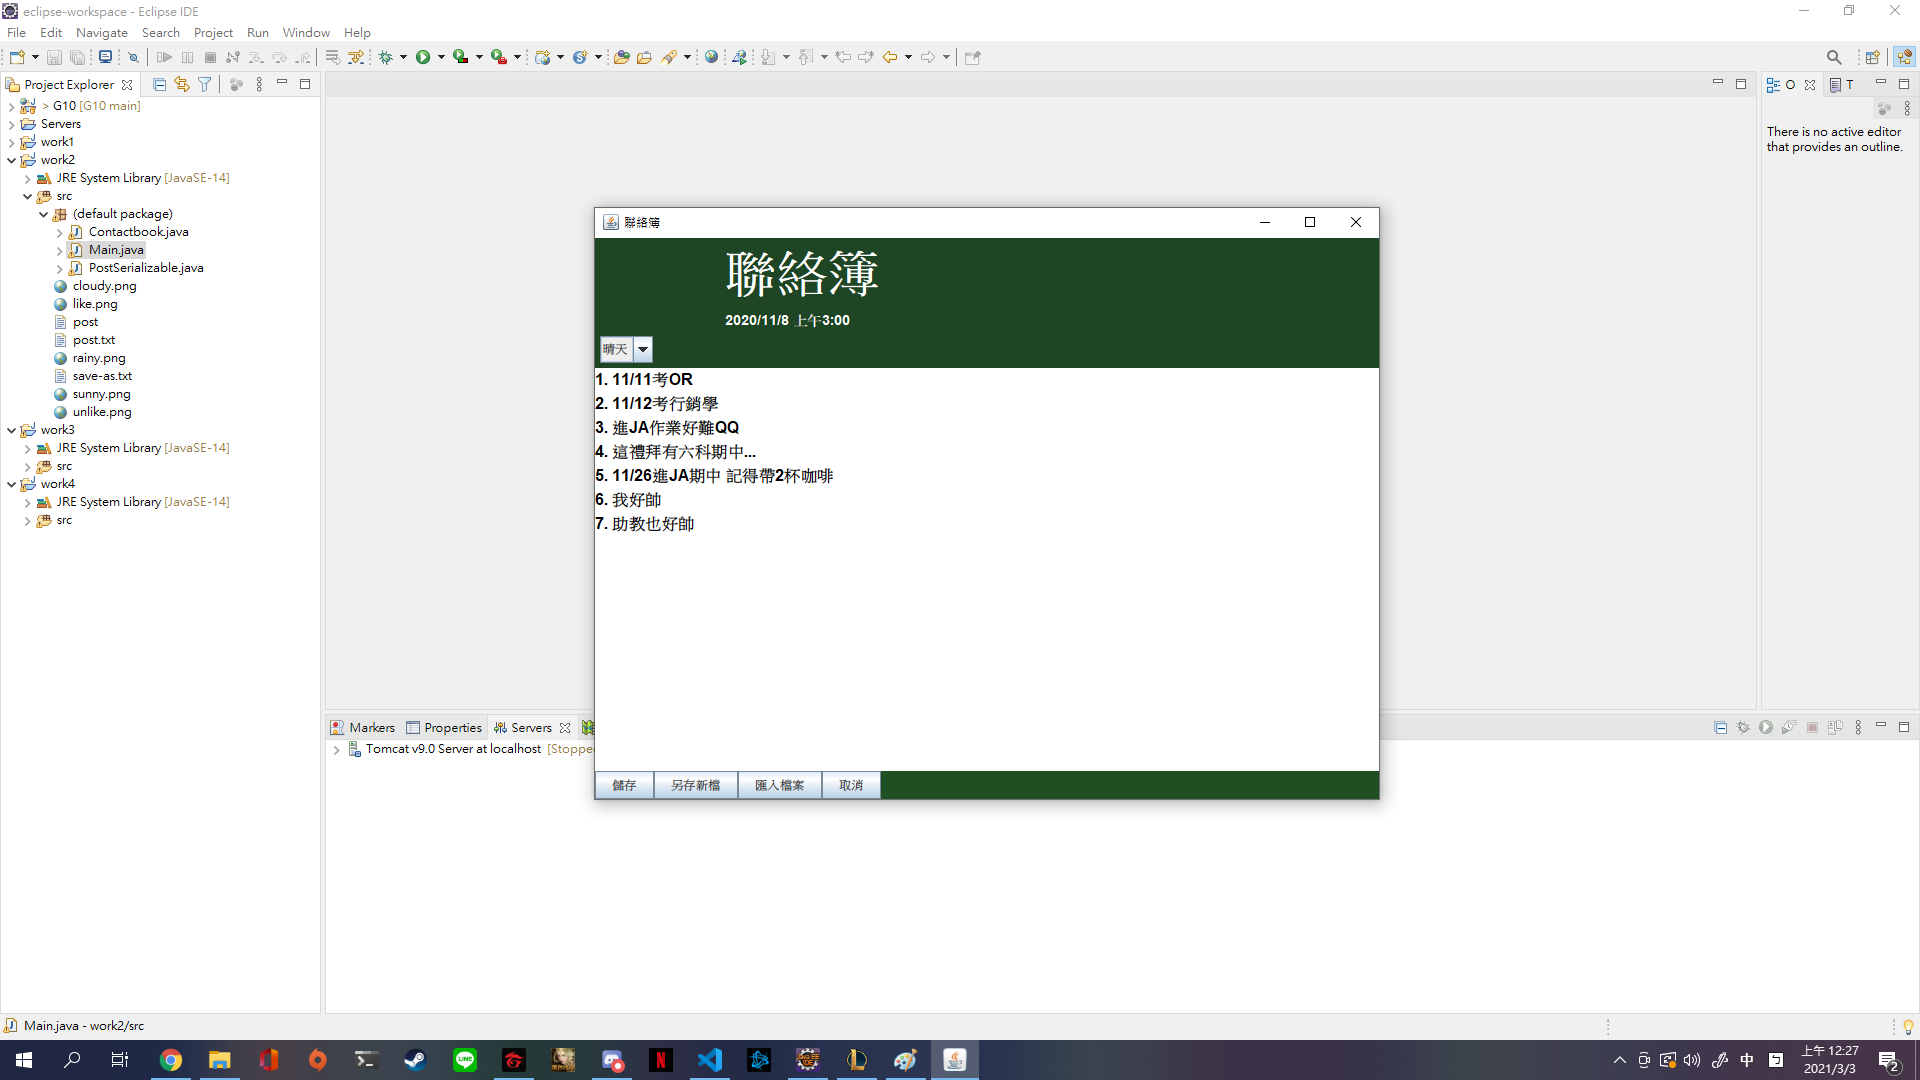 eclipse-workspace - Eclipse IDE
File Edit Navigate Search Project Run Window Help
Project Explorer
> G10 [G10 main]
Servers
work1
work2
JRE System Library [JavaSE-14]
src
(default package)
Contactbook.java
Main.java
PostSerializable.java
cloudy.png
like.png
post
post.txt
rainy.png
save-as.txt
sunny.png
unlike.png
work3
JRE System Library [JavaSE-14]
src
work4
JRE System Library [JavaSE-14]
src
聯絡簿
聯絡簿
2020/11/8 上午3:00
晴天
1. 11/11考OR
2. 11/12考行銷學
3. 進JA作業好難QQ
4. 這禮拜有六科期中...
5. 11/26進JA期中 記得帶2杯咖啡
6. 我好帥
7. 助教也好帥
儲存 另存新檔 匯入檔案 取消
O T
There is no active editor
that provides an outline.
Markers Properties Servers
Tomcat v9.0 Server at localhost [Stoppe
Main.java - work2/src
中
上午 12:27
2021/3/3
2